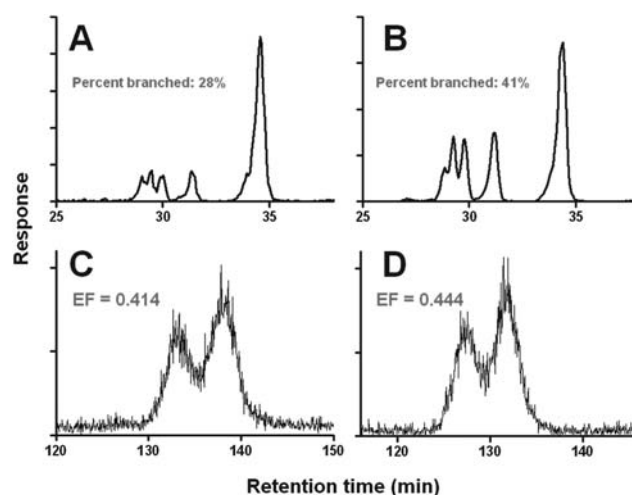 A
Percent branched: 28%
25 30 35
B
Percent branched: 41%
25 30 35
Response
C
EF = 0.414
120 130 140 150
D
EF = 0.444
120 130 140
Retention time (min)